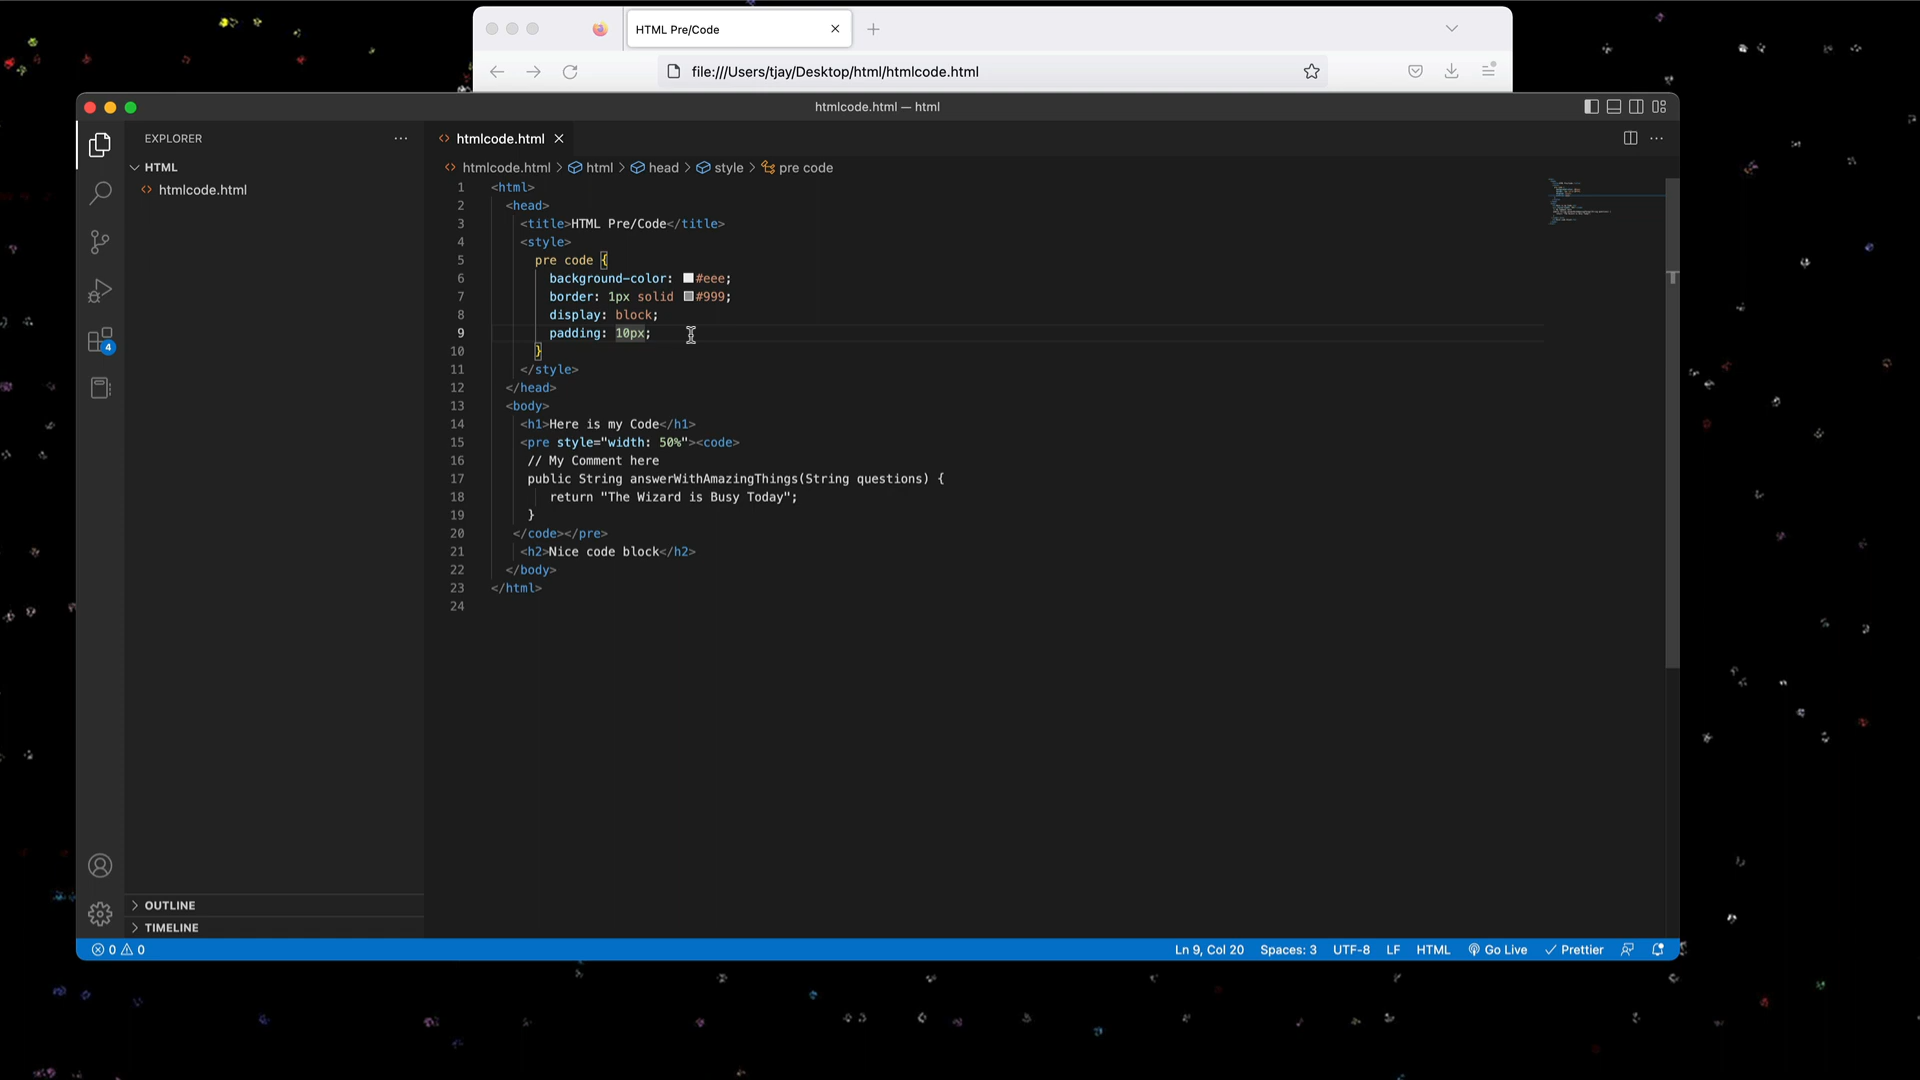 HTML Pre/Code
file:///Users/tjay/Desktop/html/htmlcode.html
htmlcode.html — html
EXPLORER
HTML
htmlcode.html
4
OUTLINE
TIMELINE
htmlcode.html
htmlcode.html > html > head > style > pre code
1 <html>
2 <head>
3 <title>HTML Pre/Code</title>
4 <style>
5 pre code {
6 background-color: #eee;
7 border: 1px solid #999;
8 display: block;
9 padding: 10px;
10 }
11 </style>
12 </head>
13 <body>
14 <h1>Here is my Code</h1>
15 <pre style="width: 50%"><code>
16 // My Comment here
17 public String answerWithAmazingThings(String questions) {
18 return "The Wizard is Busy Today";
19 }
20 </code></pre>
21 <h2>Nice code block</h2>
22 </body>
23 </html>
24
0 0
Ln 9, Col 20 Spaces: 3 UTF-8 LF HTML Go Live Prettier